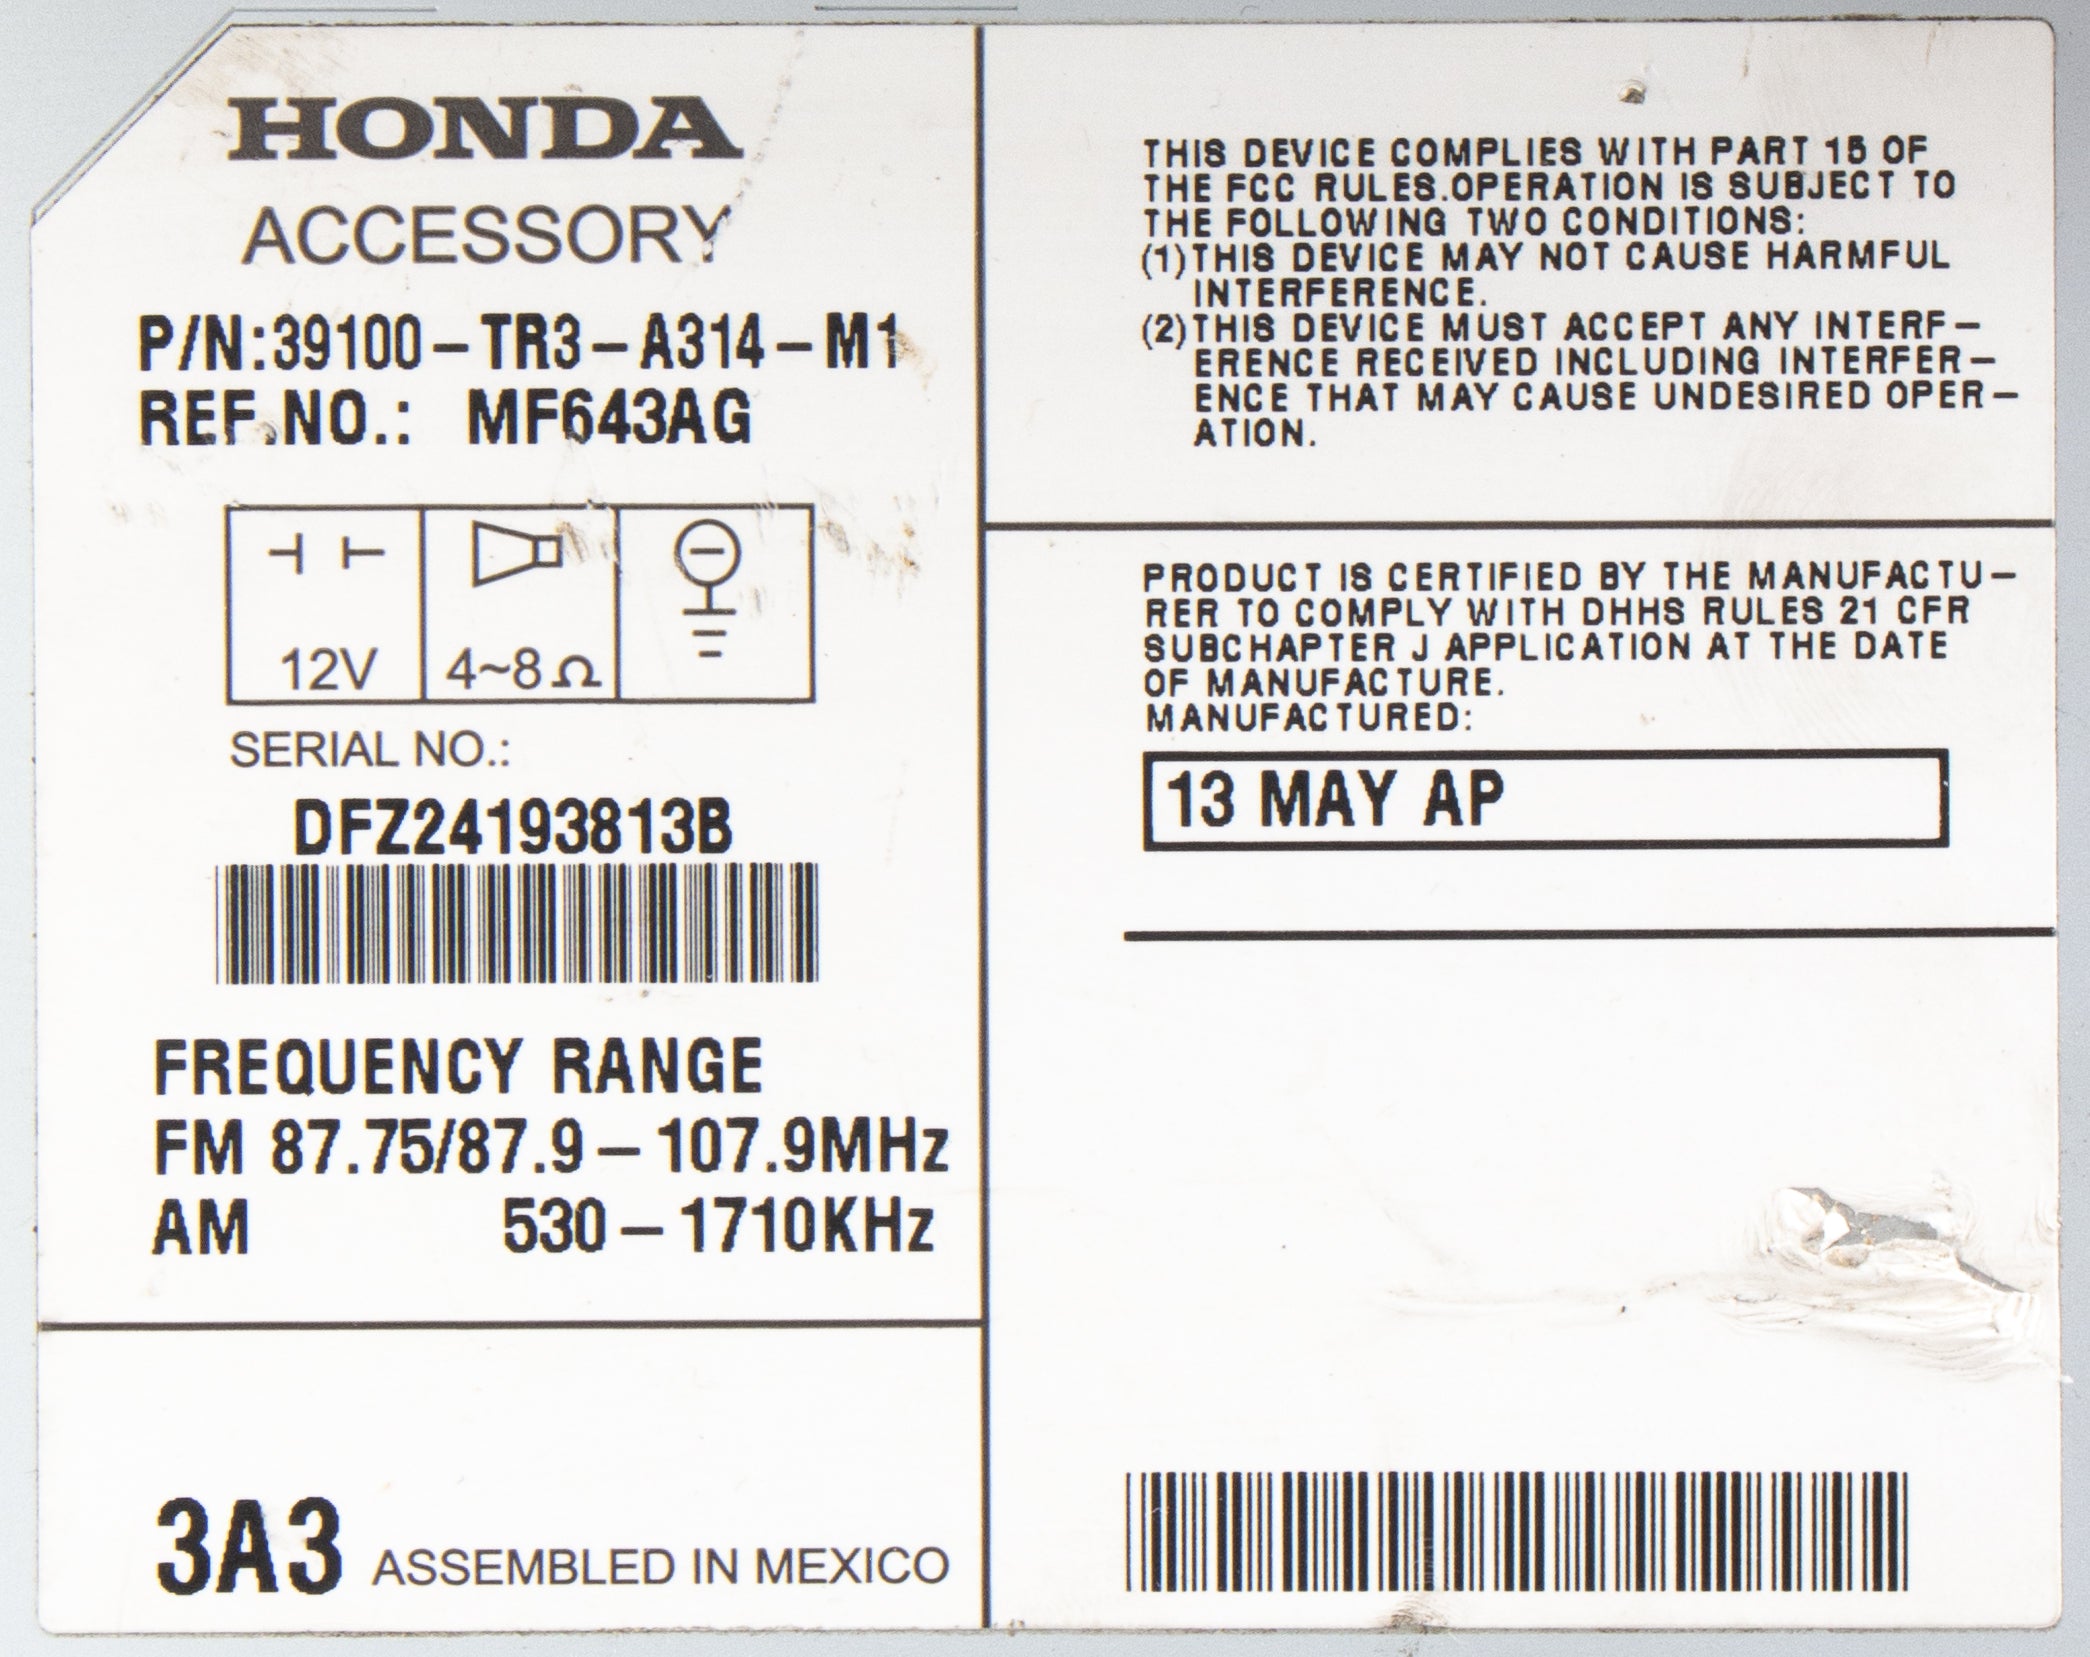 HONDA
ACCESSORY
P/N:39100-TR3-A314-M1
REF.NO.: MF643AG
12V
4~8Ω
SERIAL NO.:
DFZ24193813B
FREQUENCY RANGE
FM 87.75/87.9-107.9MHz
AM 530-1710KHz
3A3 ASSEMBLED IN MEXICO
THIS DEVICE COMPLIES WITH PART 15 OF
THE FCC RULES.OPERATION IS SUBJECT TO
THE FOLLOWING TWO CONDITIONS:
(1)THIS DEVICE MAY NOT CAUSE HARMFUL
INTERFERENCE.
(2)THIS DEVICE MUST ACCEPT ANY INTERF-
ERENCE RECEIVED INCLUDING INTERFER-
ENCE THAT MAY CAUSE UNDESIRED OPER-
ATION.
PRODUCT IS CERTIFIED BY THE MANUFACTU-
RER TO COMPLY WITH DHHS RULES 21 CFR
SUBCHAPTER J APPLICATION AT THE DATE
OF MANUFACTURE.
MANUFACTURED:
13 MAY AP